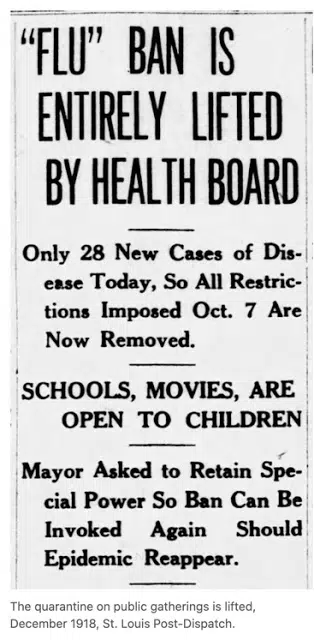 "FLU" BAN IS
ENTIRELY LIFTED
BY HEALTH BOARD
Only 28 New Cases of Dis-
ease Today, So All Restric-
tions Imposed Oct. 7 Are
Now Removed.
SCHOOLS, MOVIES, ARE
OPEN TO CHILDREN
Mayor Asked to Retain Spe-
cial Power So Ban Can Be
Invoked Again Should
Epidemic Reappear.
The quarantine on public gatherings is lifted,
December 1918, St. Louis Post-Dispatch.